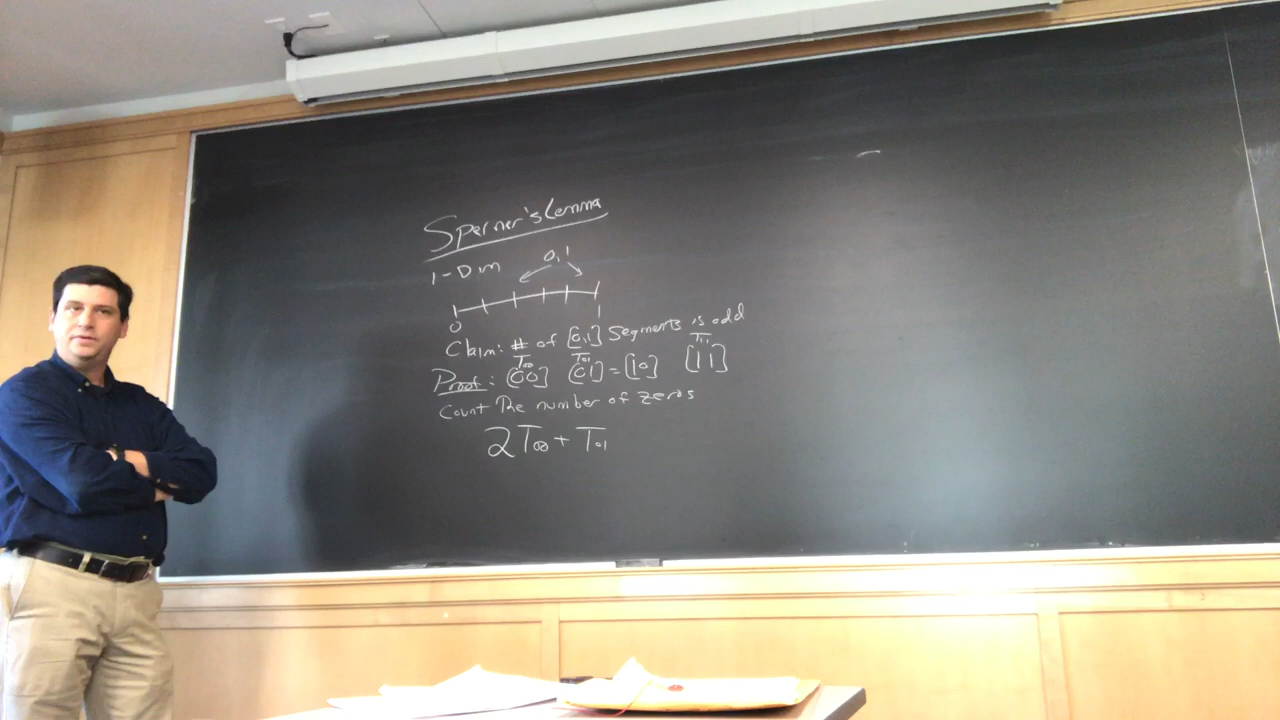 Sperner's Lemma
1-Dim 0,1
0 1
Claim: # of [0,1] Segments is odd
T00 T01 T11
Proof: [00] [01] = [10] [11]
Count the number of zeros
2T00 + T01